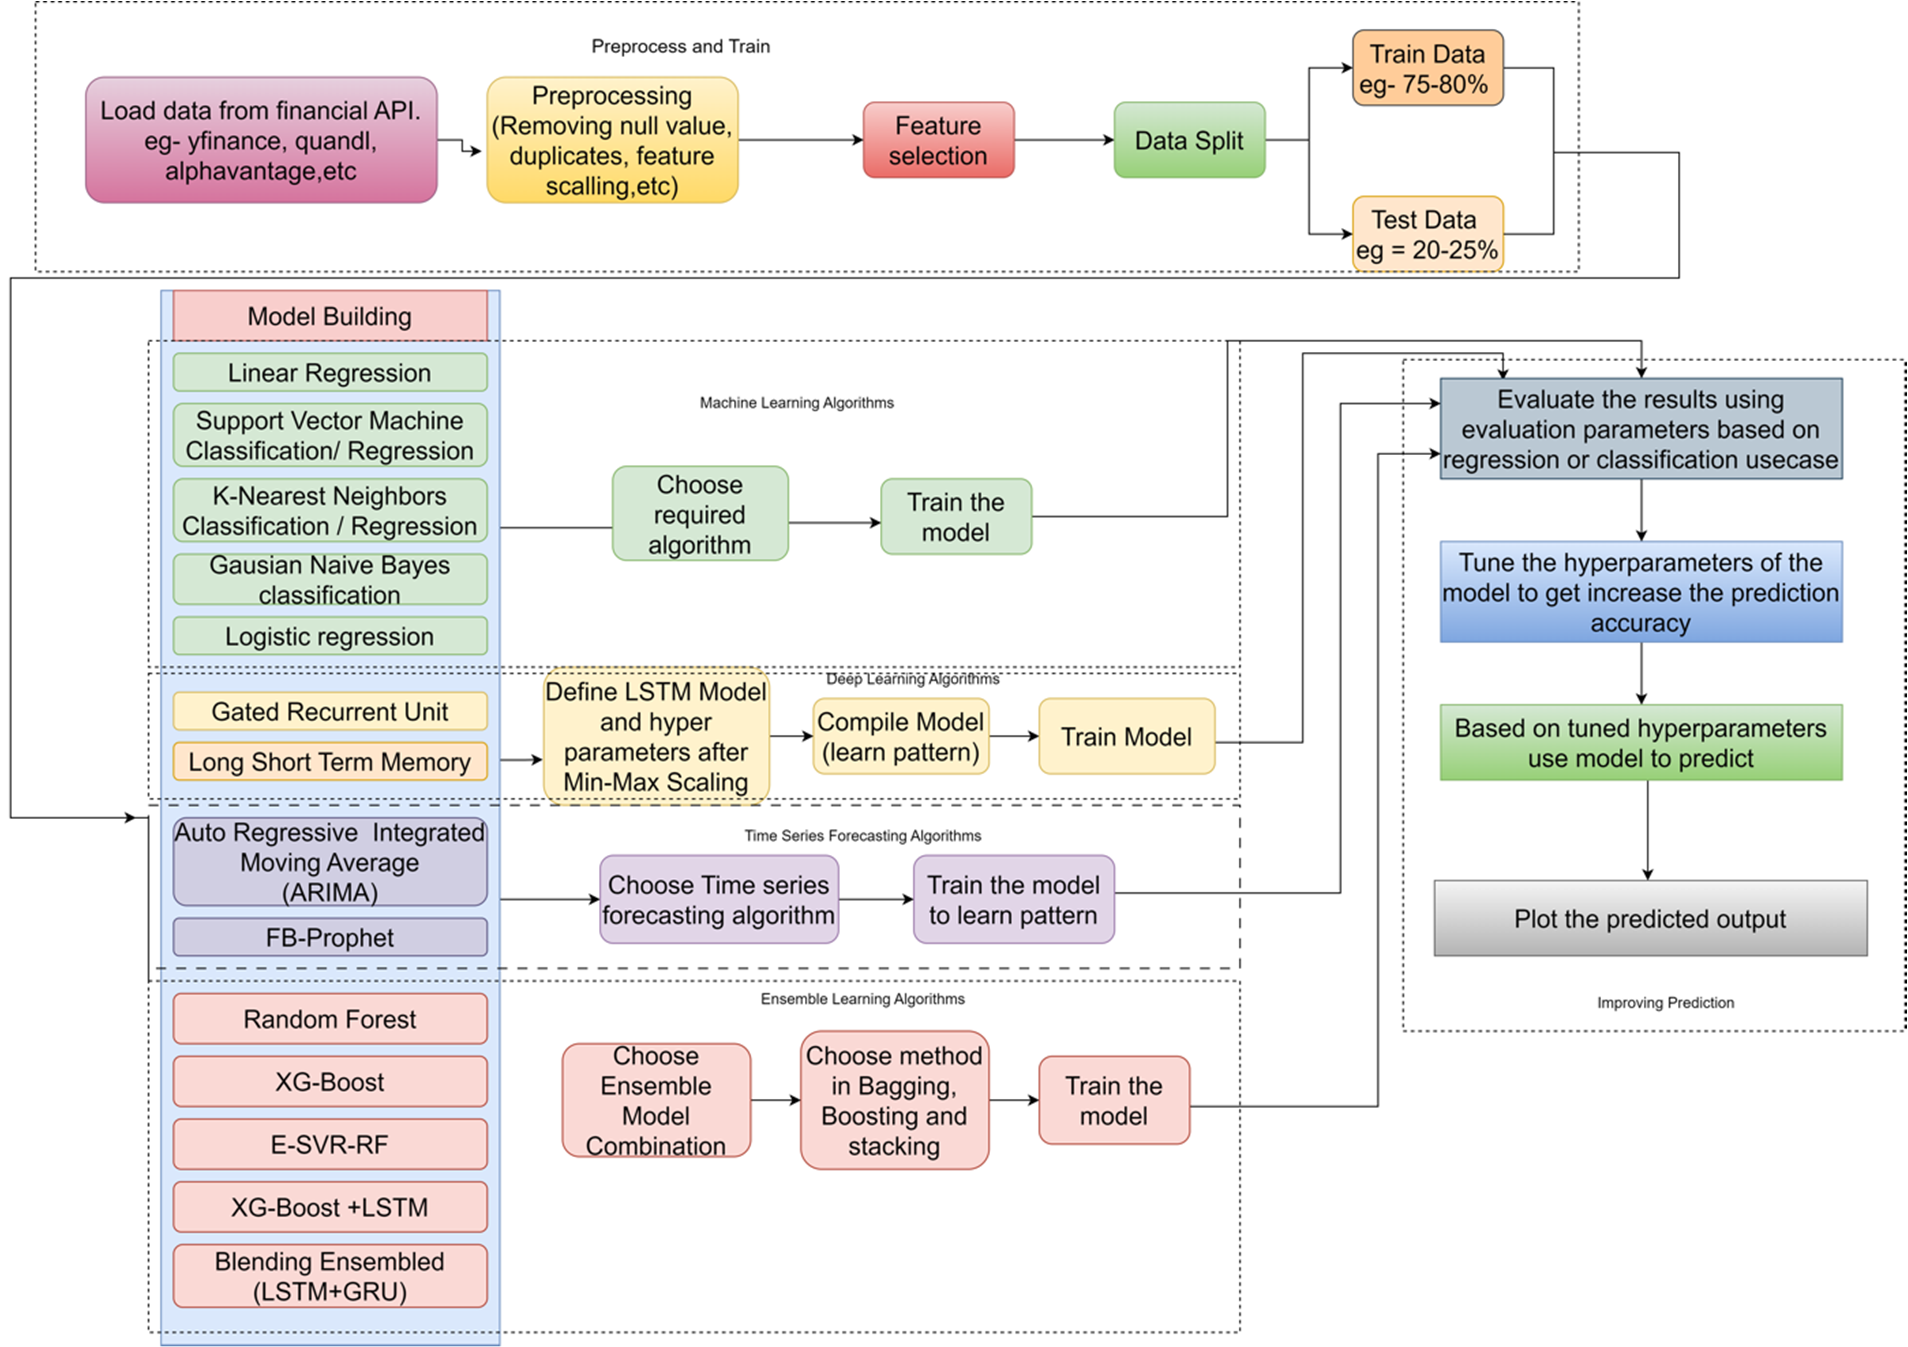 Preprocess and Train
Load data from financial API.
eg- yfinance, quandl,
alphavantage,etc
Preprocessing
(Removing null value,
duplicates, feature
scalling,etc)
Feature
selection
Data Split
Train Data
eg- 75-80%
Test Data
eg = 20-25%
Model Building
Linear Regression
Support Vector Machine
Classification/ Regression
K-Nearest Neighbors
Classification / Regression
Gausian Naive Bayes
classification
Logistic regression
Machine Learning Algorithms
Choose
required
algorithm
Train the
model
Gated Recurrent Unit
Long Short Term Memory
Deep Learning Algorithms
Define LSTM Model
and hyper
parameters after
Min-Max Scaling
Compile Model
(learn pattern)
Train Model
Auto Regressive  Integrated
Moving Average
(ARIMA)
FB-Prophet
Time Series Forecasting Algorithms
Choose Time series
forecasting algorithm
Train the model
to learn pattern
Random Forest
XG-Boost
E-SVR-RF
XG-Boost +LSTM
Blending Ensembled
(LSTM+GRU)
Ensemble Learning Algorithms
Choose
Ensemble
Model
Combination
Choose method
in Bagging,
Boosting and
stacking
Train the
model
Evaluate the results using
evaluation parameters based on
regression or classification usecase
Tune the hyperparameters of the
model to get increase the prediction
accuracy
Based on tuned hyperparameters
use model to predict
Plot the predicted output
Improving Prediction